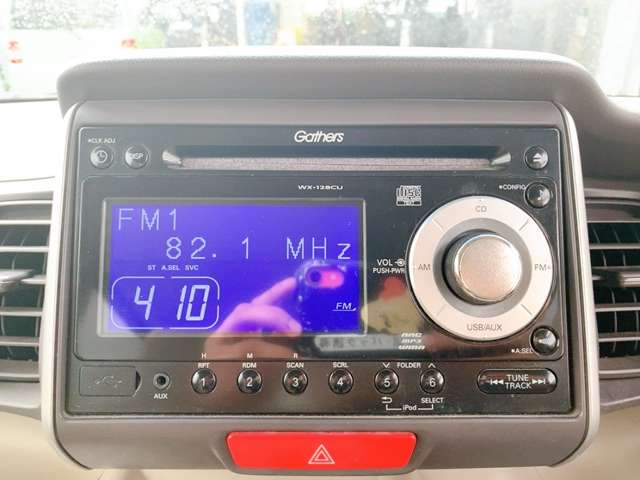 Gathers
*CLK ADJ
DISP
WX-128CU
DISC
*CONFIG
FM1
82.1 MHz
ST A.SEL SVC
410
FM
CD
AM
FM*
USB/AUX
VOL
PUSH-PWR
AAC
MP3
WMA
*A.SEL
AUX
H
RPT
1
M
RDM
2
R
SCAN
3
SCRL
4
FOLDER
5
6
iPod
SELECT
TUNE
TRACK